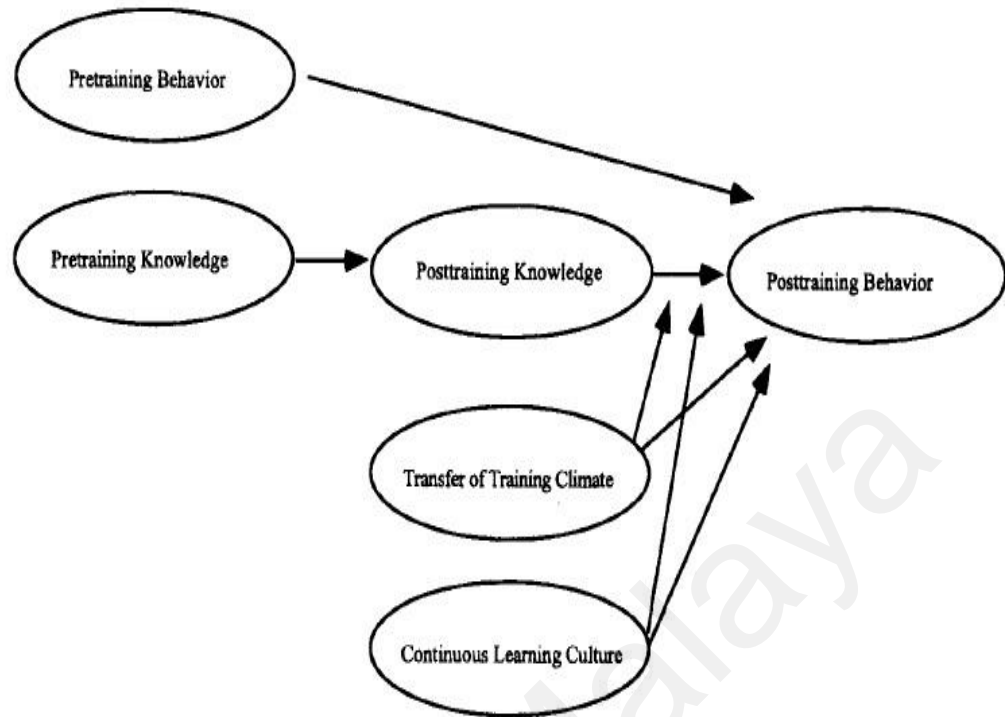 Pretraining Behavior
Pretraining Knowledge
Posttraining Knowledge
Posttraining Behavior
Transfer of Training Climate
Continuous Learning Culture